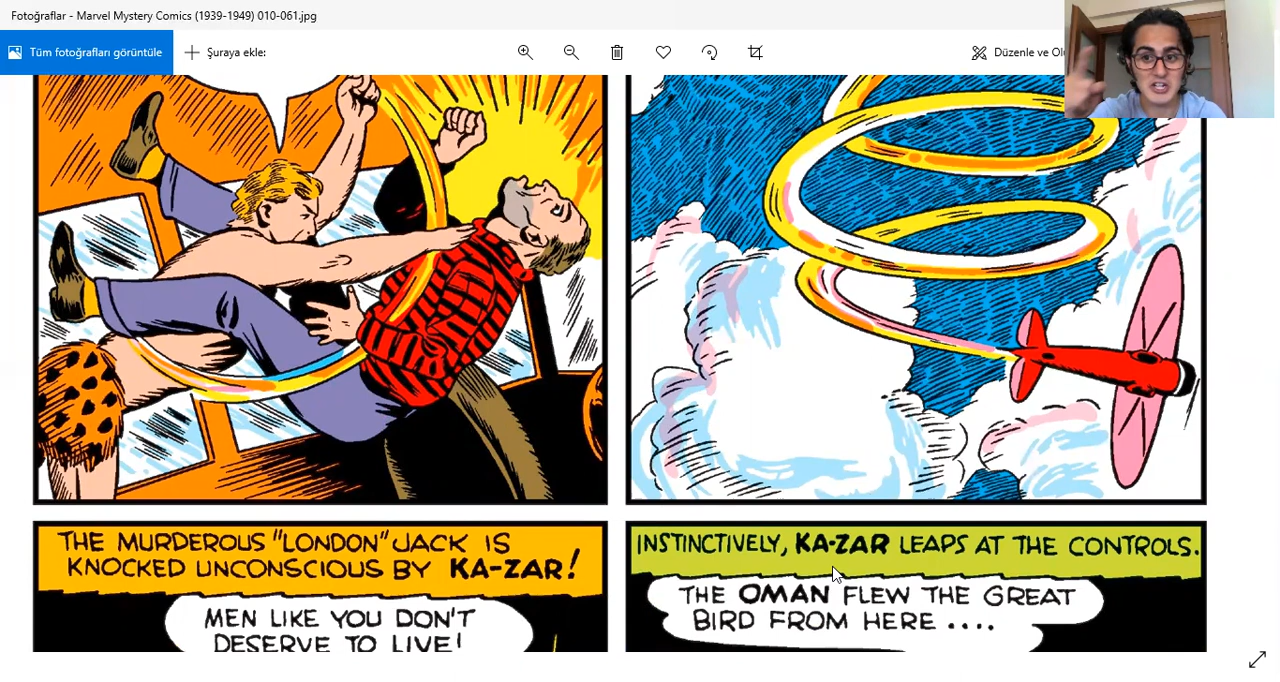 Fotoğraflar - Marvel Mystery Comics (1939-1949) 010-061.jpg
Tüm fotoğrafları görüntüle
Şuraya ekle:
Düzenle ve Olu
THE MURDEROUS "LONDON" JACK IS
KNOCKED UNCONSCIOUS BY KA-ZAR!
MEN LIKE YOU DON'T
DESERVE TO LIVE!
INSTINCTIVELY, KA-ZAR LEAPS AT THE CONTROLS.
THE OMAN FLEW THE GREAT
BIRD FROM HERE ....